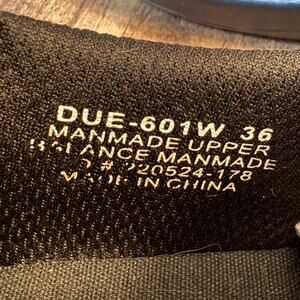 DUE-601W 36
MANMADE UPPER
BALANCE MANMADE
O # 220524-178
MADE IN CHINA